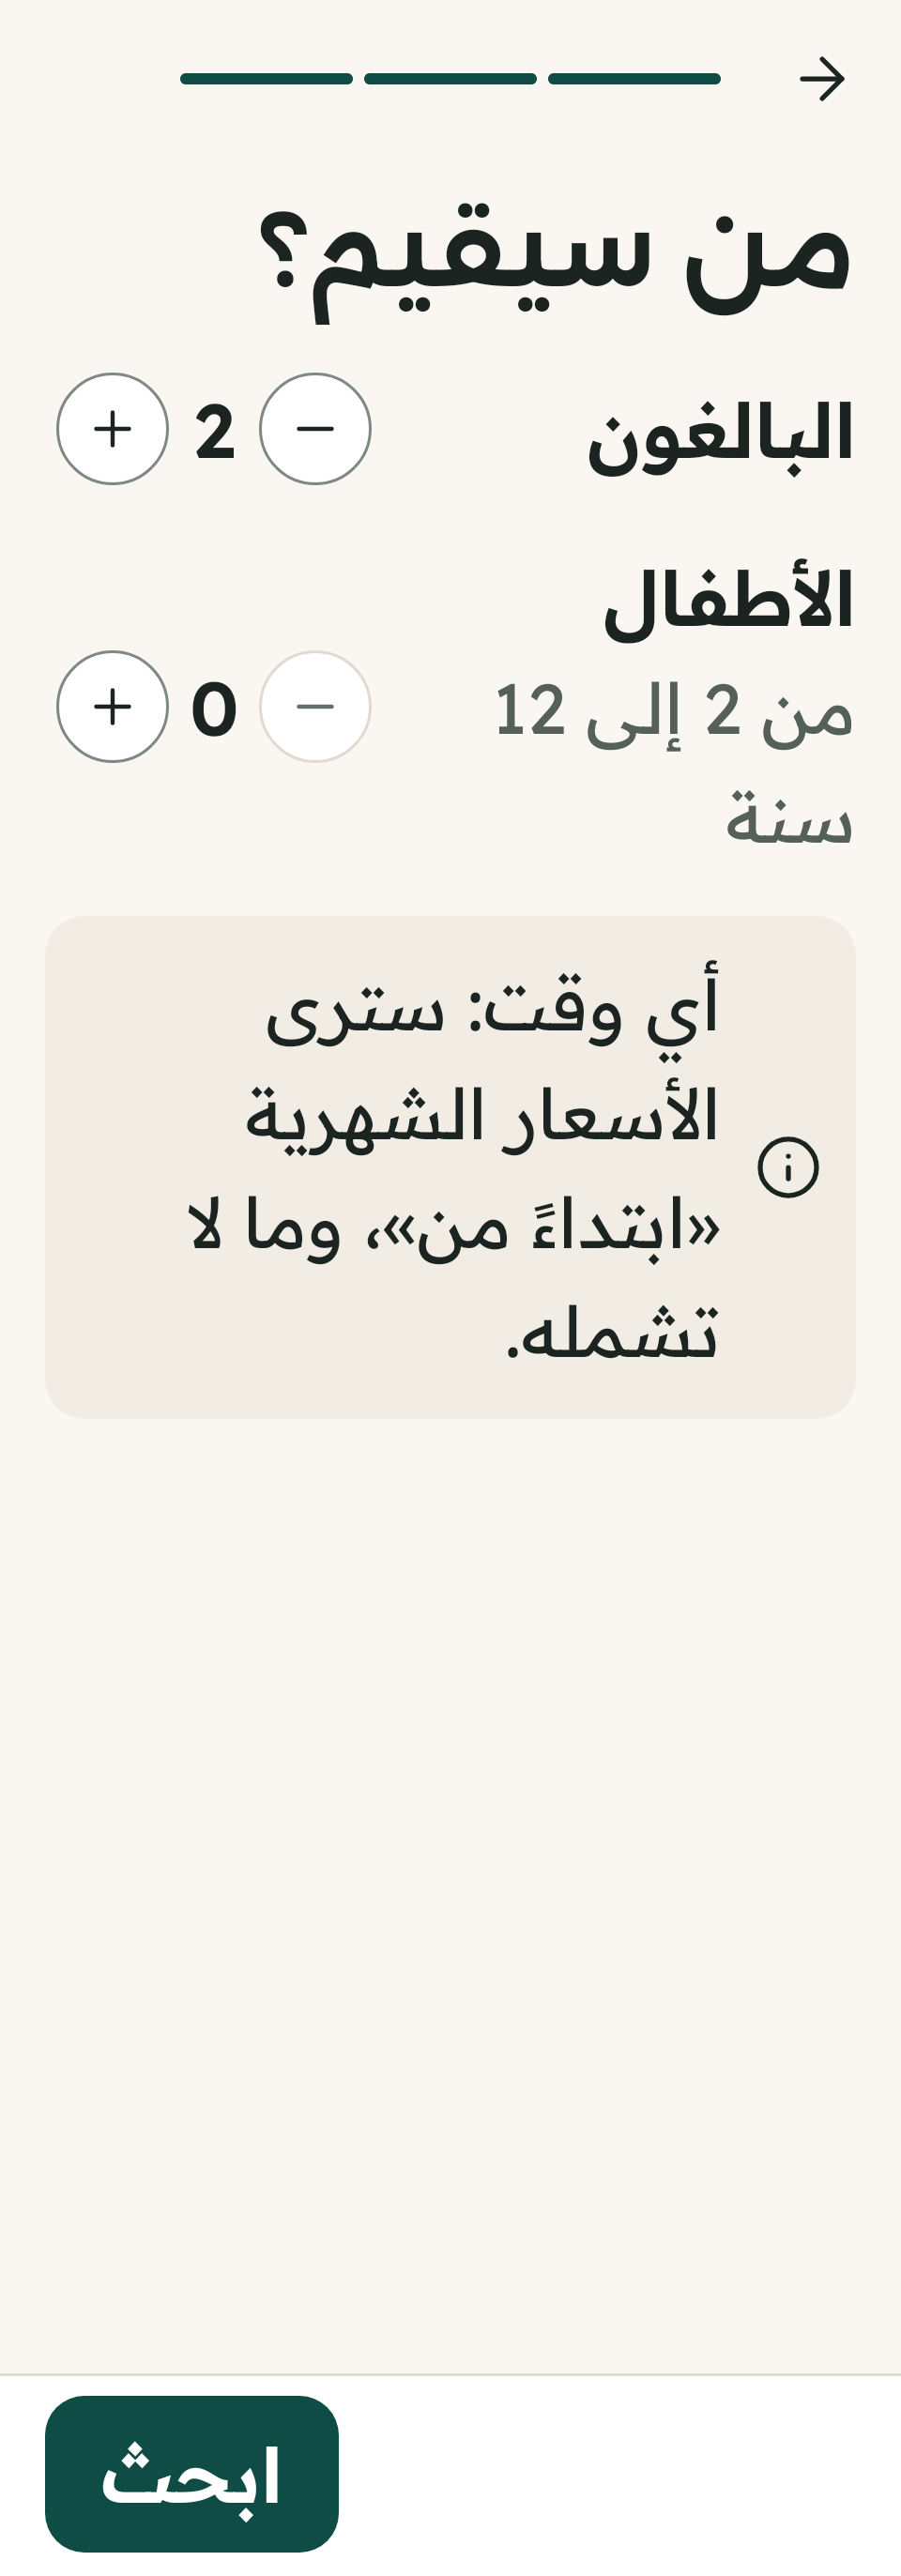 من سيقيم؟
البالغون
2
الأطفال
من 2 إلى 12
سنة
0
أي وقت: سترى
الأسعار الشهرية
«ابتداءً من»، وما لا
تشمله.
ابحث